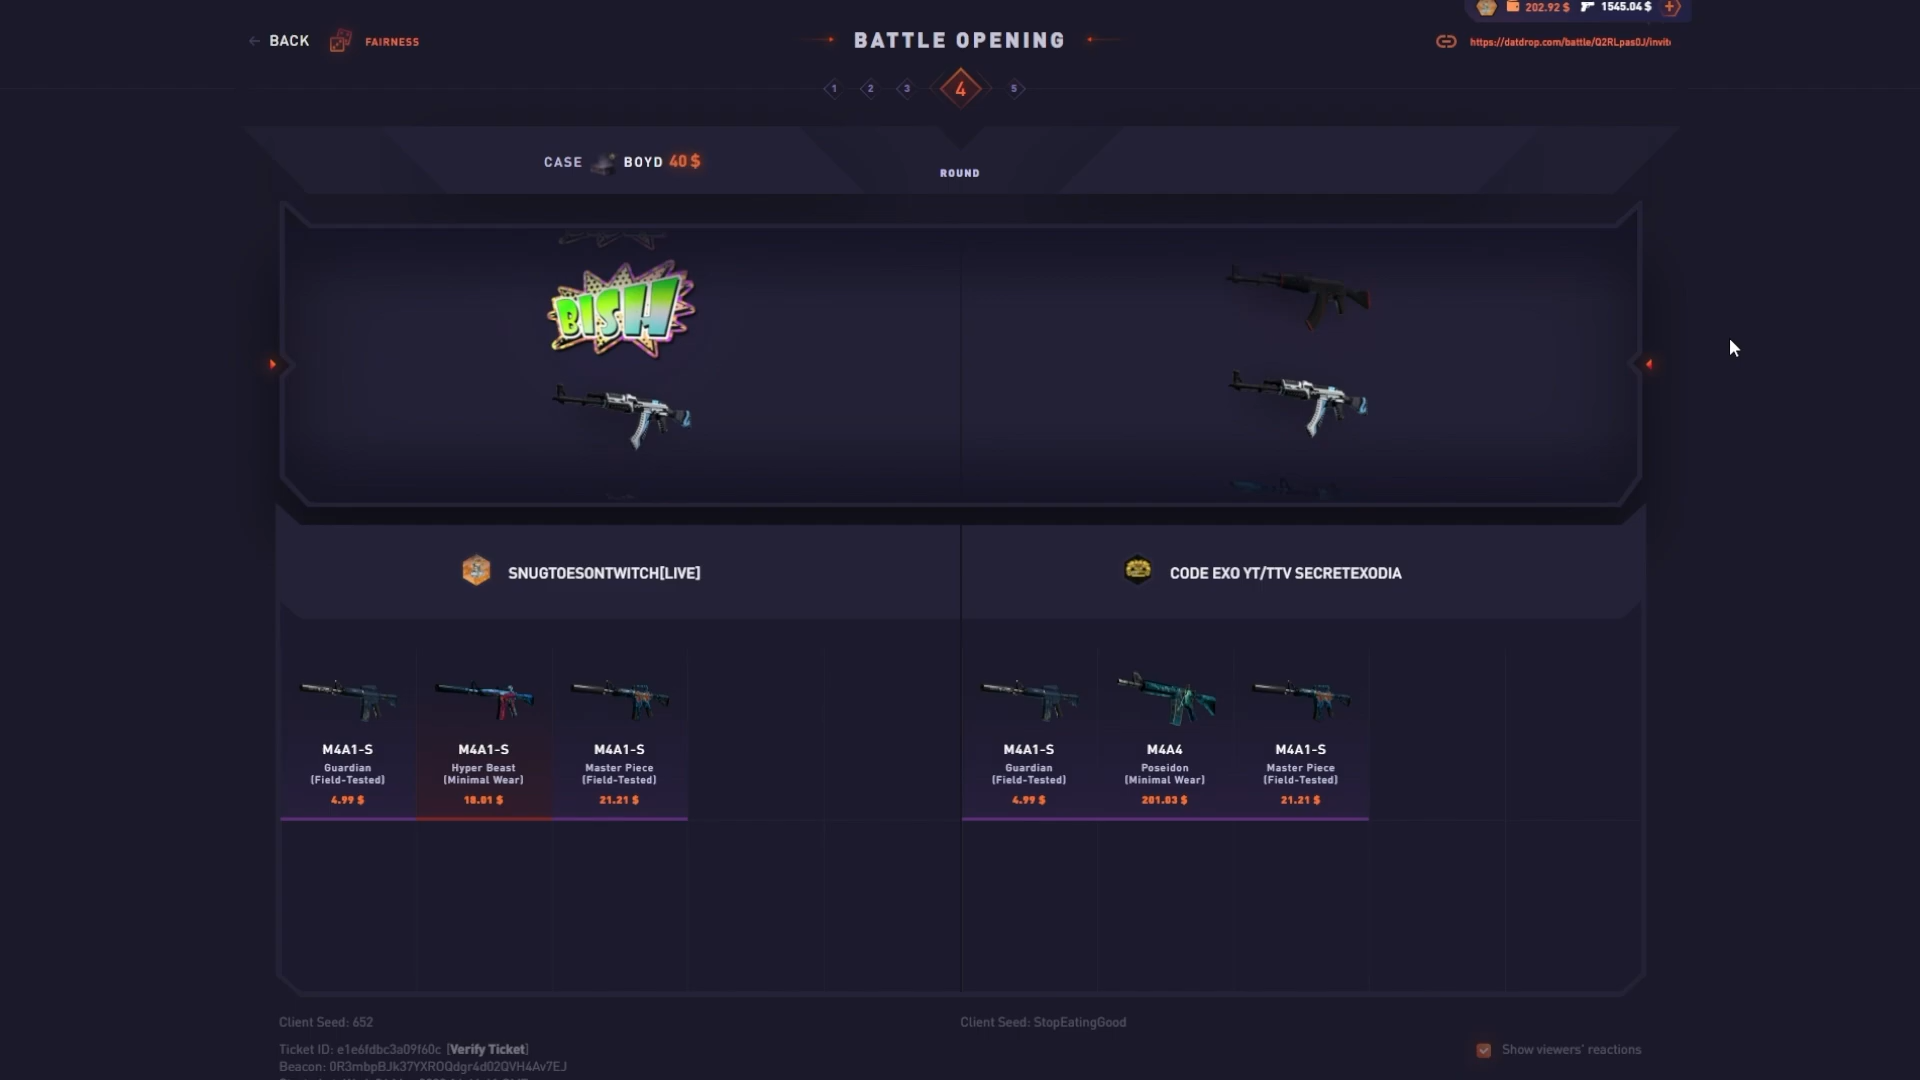 202.92 $ 1545.04 $
BACK FAIRNESS BATTLE OPENING https://datdrop.com/battle/Q2RLpas0J/invit
1 2 3 4 5
CASE BOYD 40 $
ROUND
BISH
SNUGTOESONTWITCH[LIVE] CODE EXO YT/TTV SECRETEXODIA
M4A1-S M4A1-S M4A1-S M4A1-S M4A4 M4A1-S
Guardian Hyper Beast Master Piece Guardian Poseidon Master Piece
(Field-Tested) (Minimal Wear) (Field-Tested) (Field-Tested) (Minimal Wear) (Field-Tested)
4.99 $ 18.01 $ 21.21 $ 4.99 $ 201.03 $ 21.21 $
Client Seed: 652 Client Seed: StopEatingGood
Ticket ID: e1e6fdbc3a09f60c [Verify Ticket] Show viewers' reactions
Beacon: 0R3mbpBJk37YXROQdgr4d02QVH4Av7EJ